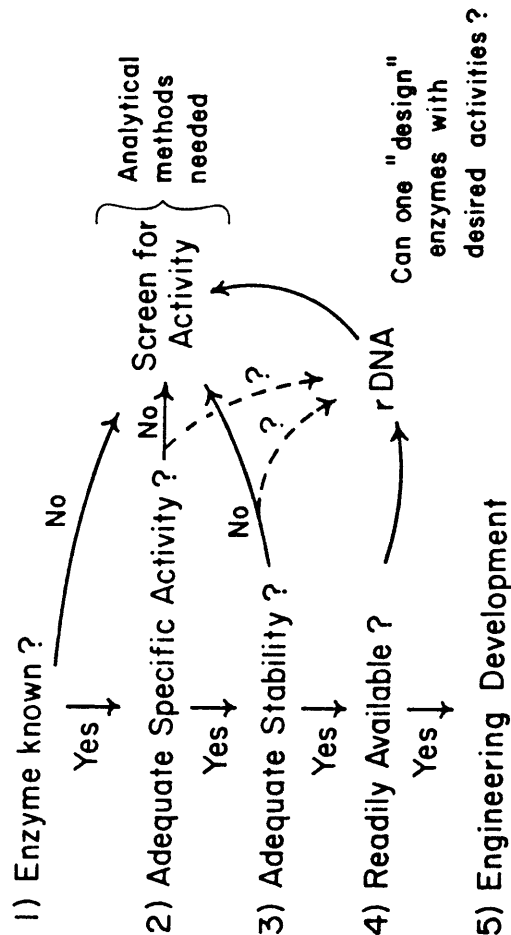 1) Enzyme known?
No
Yes
2) Adequate Specific Activity?
No
Screen for
Activity
Analytical
methods
needed
Yes
?
?
3) Adequate Stability?
No
Yes
4) Readily Available?
rDNA
Can one "design"
enzymes with
desired activities?
Yes
5) Engineering Development